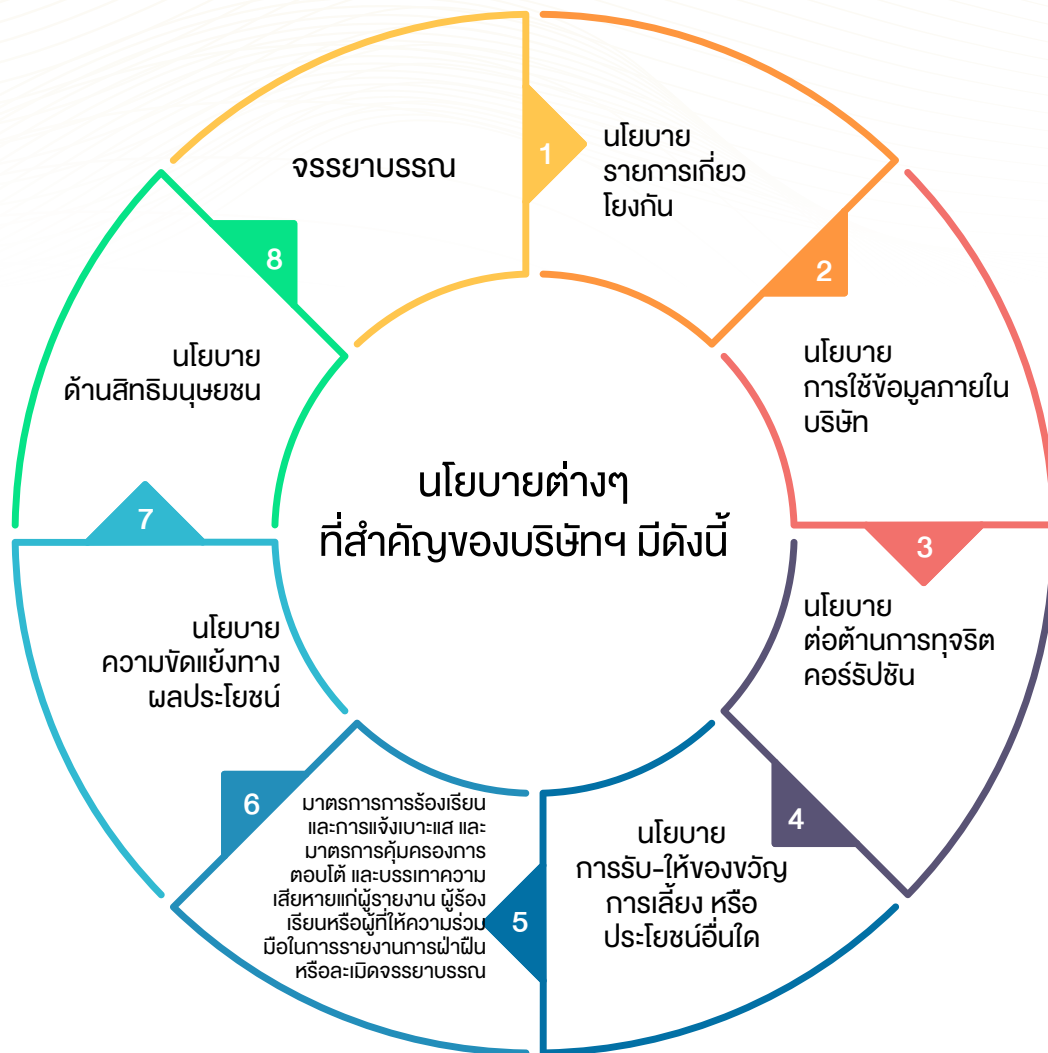 นโยบายต่างๆ
ที่สำคัญของบริษัทฯ มีดังนี้
1
นโยบาย
รายการเกี่ยว
โยงกัน
2
นโยบาย
การใช้ข้อมูลภายใน
บริษัท
3
นโยบาย
ต่อต้านการทุจริต
คอร์รัปชัน
4
นโยบาย
การรับ-ให้ของขวัญ
การเลี้ยง หรือ
ประโยชน์อื่นใด
5
มาตรการการร้องเรียน
และการแจ้งเบาะแส และ
มาตรการคุ้มครองการ
ตอบโต้ และบรรเทาความ
เสียหายแก่ผู้รายงาน ผู้ร้อง
เรียนหรือผู้ที่ให้ความร่วม
มือในการรายงานการฝ่าฝืน
หรือละเมิดจรรยาบรรณ
6
นโยบาย
ความขัดแย้งทาง
ผลประโยชน์
7
นโยบาย
ด้านสิทธิมนุษยชน
8
จรรยาบรรณ